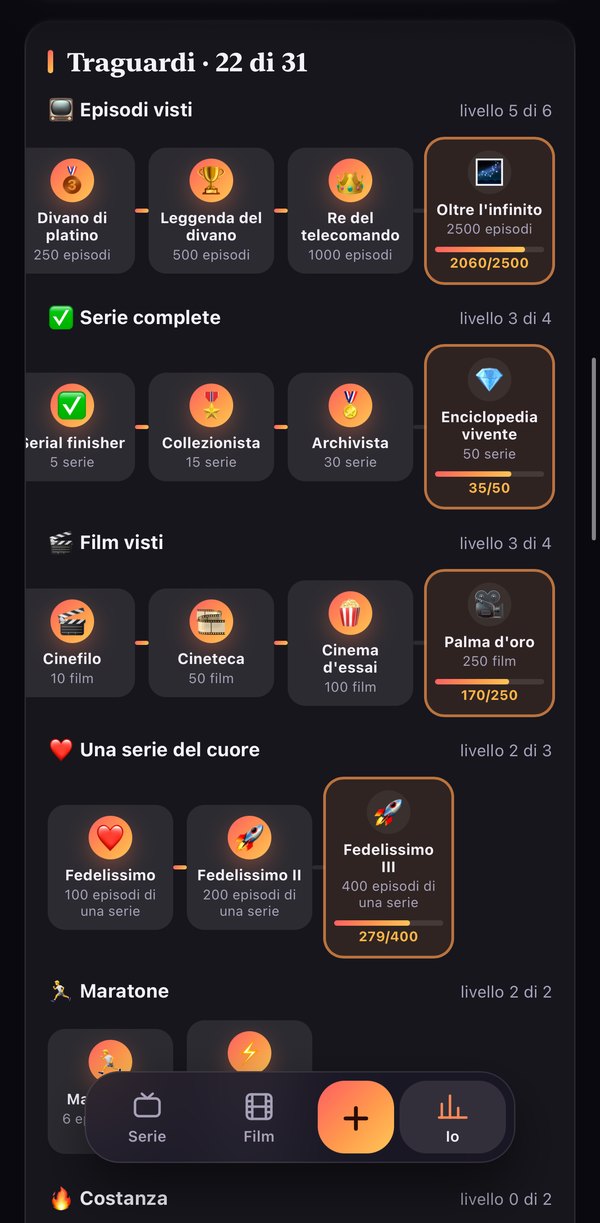 Traguardi · 22 di 31
Episodi visti
livello 5 di 6
Divano di
platino
250 episodi
Leggenda del
divano
500 episodi
Re del
telecomando
1000 episodi
Oltre l'infinito
2500 episodi
2060/2500
Serie complete
livello 3 di 4
Serial finisher
5 serie
Collezionista
15 serie
Archivista
30 serie
Enciclopedia
vivente
50 serie
35/50
Film visti
livello 3 di 4
Cinefilo
10 film
Cineteca
50 film
Cinema
d'essai
100 film
Palma d'oro
250 film
170/250
Una serie del cuore
livello 2 di 3
Fedelissimo
100 episodi di
una serie
Fedelissimo II
200 episodi di
una serie
Fedelissimo
III
400 episodi di
una serie
279/400
Maratone
livello 2 di 2
Serie
Film
Io
Costanza
livello 0 di 2